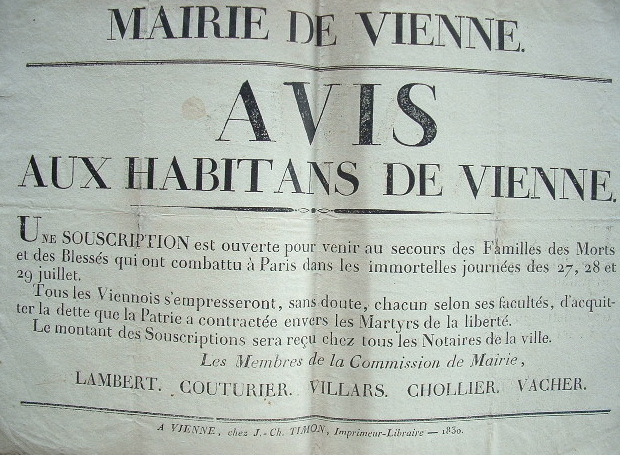 MAIRIE DE VIENNE.
AVIS
AUX HABITANS DE VIENNE.
UNE SOUSCRIPTION est ouverte pour venir au secours des Familles des Morts
et des Blessés qui ont combattu à Paris dans les immortelles journées des 27, 28 et
29 juillet.
Tous les Viennois s'empresseront, sans doute, chacun selon ses facultés, d'acquit-
ter la dette que la Patrie a contractée envers les Martyrs de la liberté.
Le montant des Souscriptions sera reçu chez tous les Notaires de la ville.
Les Membres de la Commission de Mairie,
LAMBERT. COUTURIER. VILLARS. CHOLLIER. VACHER.
A VIENNE, chez J.-Ch. TIMON, Imprimeur-Libraire — 1830.